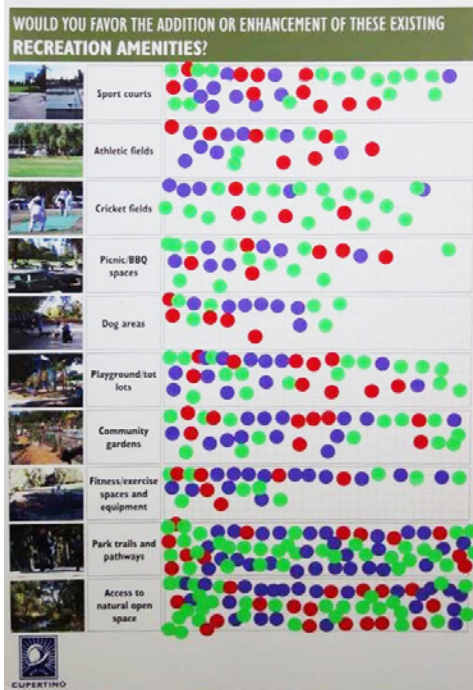 WOULD YOU FAVOR THE ADDITION OR ENHANCEMENT OF THESE EXISTING
RECREATION AMENITIES?
Sport courts
Athletic fields
Cricket fields
Picnic/BBQ
spaces
Dog areas
Playground/tot
lots
Community
gardens
Fitness/exercise
spaces and
equipment
Park trails and
pathways
Access to
natural open
space
CUPERTINO